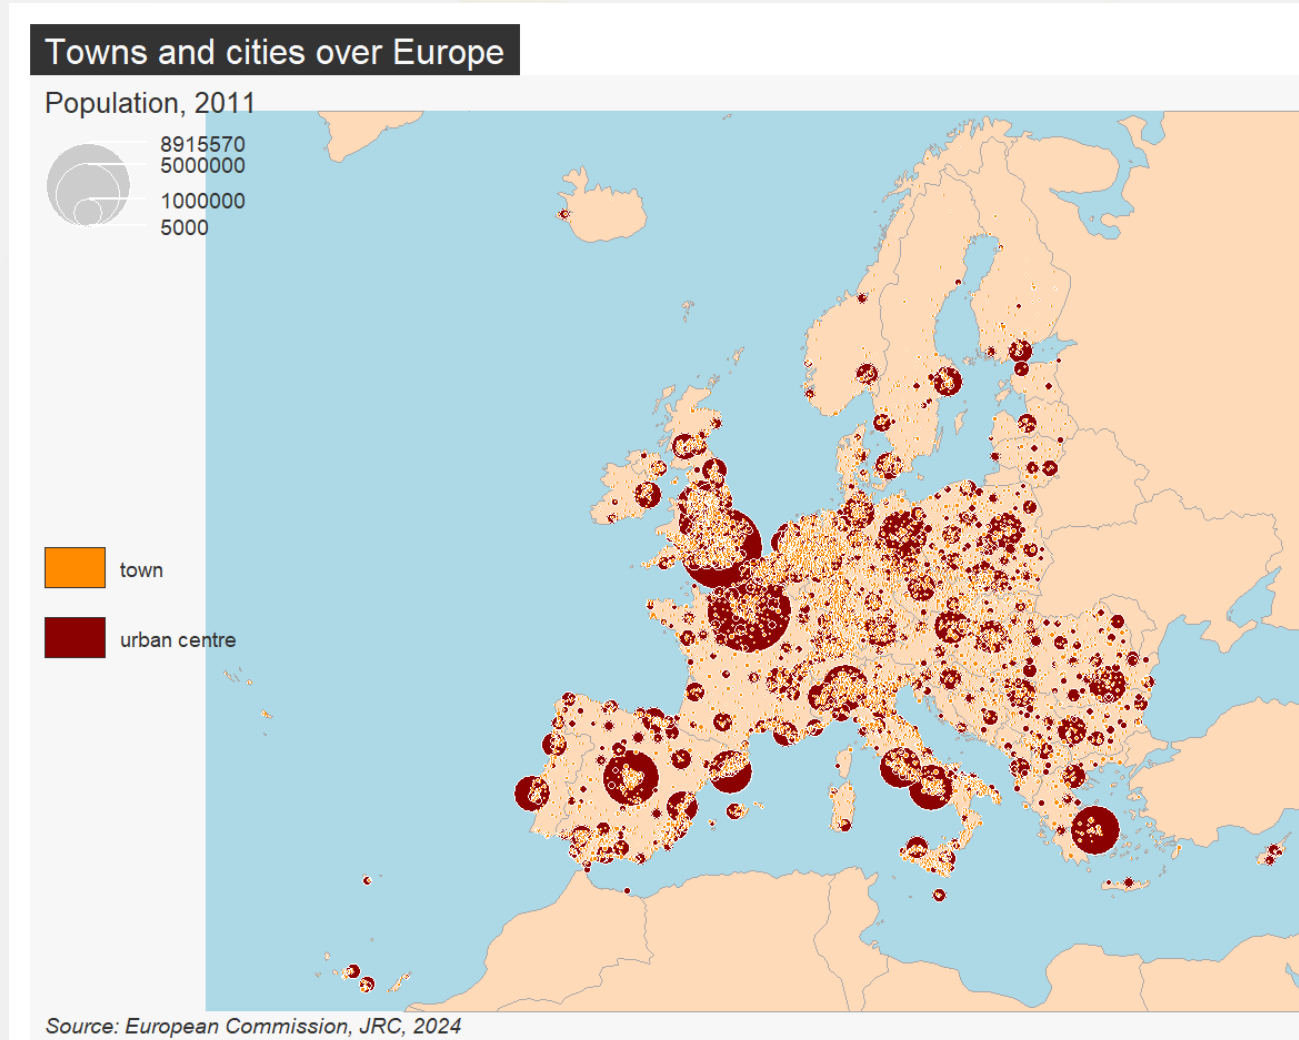 Towns and cities over Europe
Population, 2011
8915570
5000000
1000000
5000
town
urban centre
Source: European Commission, JRC, 2024